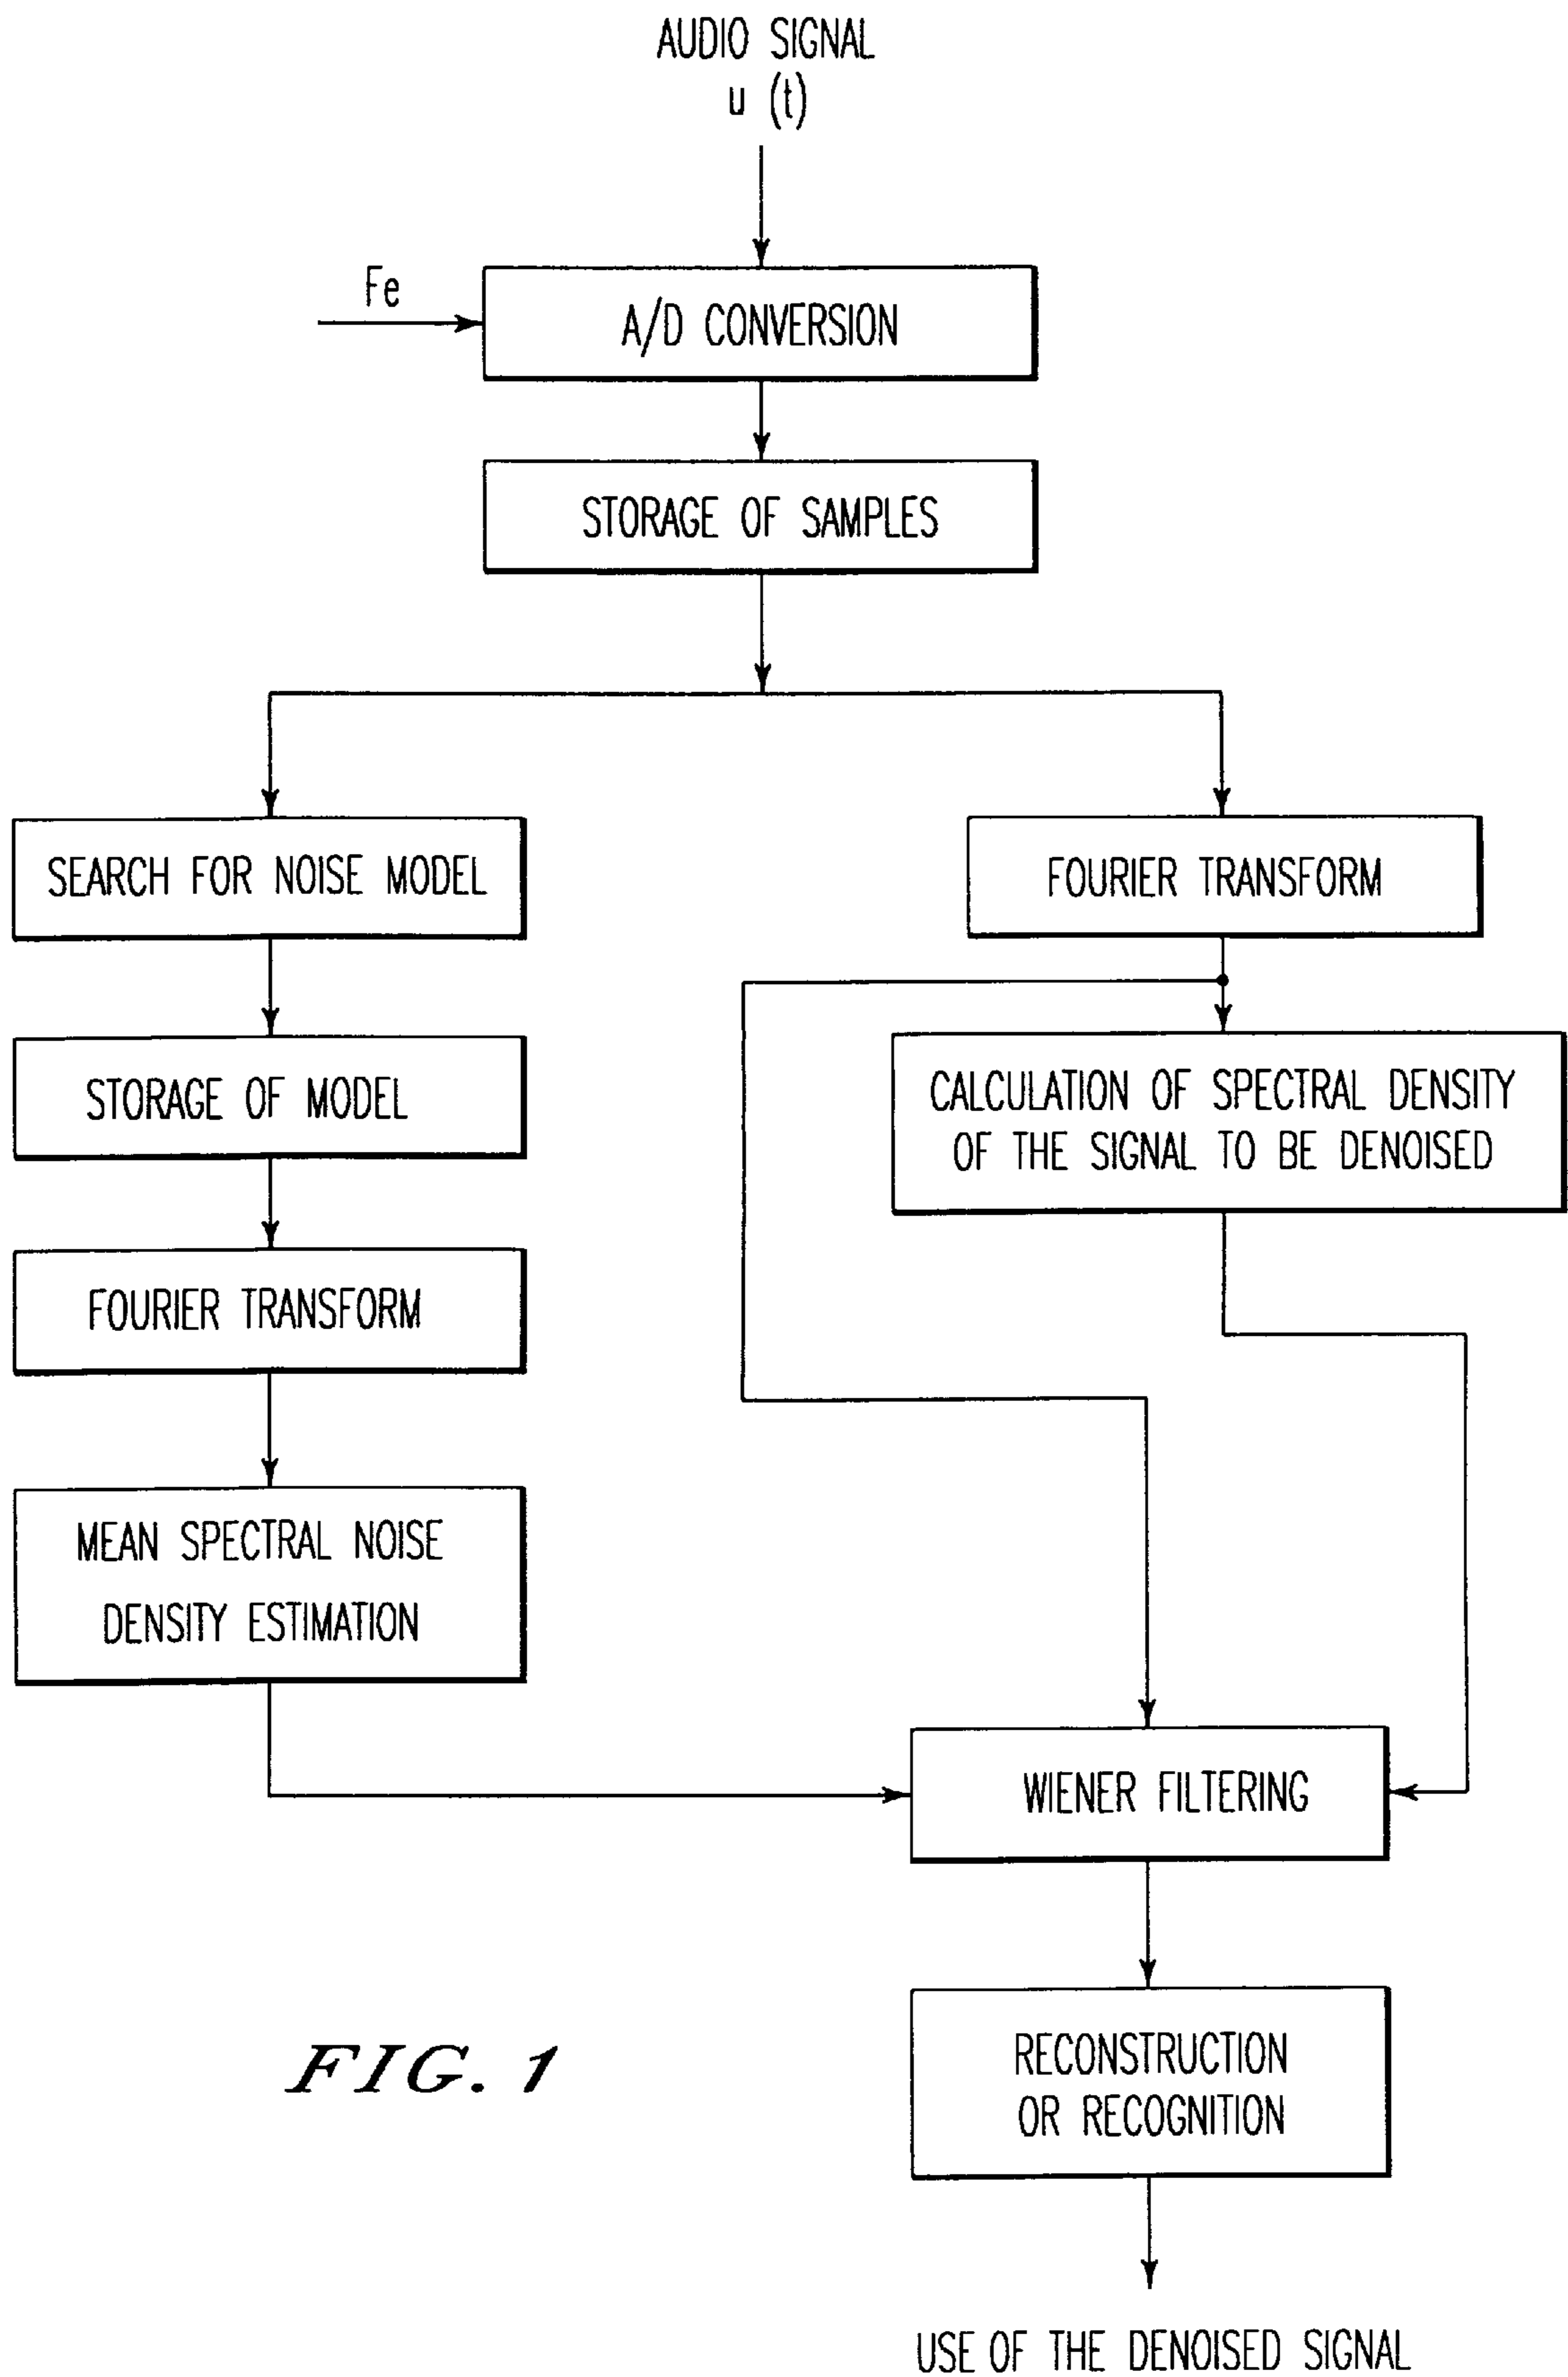 AUDIO SIGNAL
u (t)
Fe
A/D CONVERSION
STORAGE OF SAMPLES
SEARCH FOR NOISE MODEL
FOURIER TRANSFORM
STORAGE OF MODEL
CALCULATION OF SPECTRAL DENSITY
OF THE SIGNAL TO BE DENOISED
FOURIER TRANSFORM
MEAN SPECTRAL NOISE
DENSITY ESTIMATION
WIENER FILTERING
RECONSTRUCTION
OR RECOGNITION
FIG. 1
USE OF THE DENOISED SIGNAL